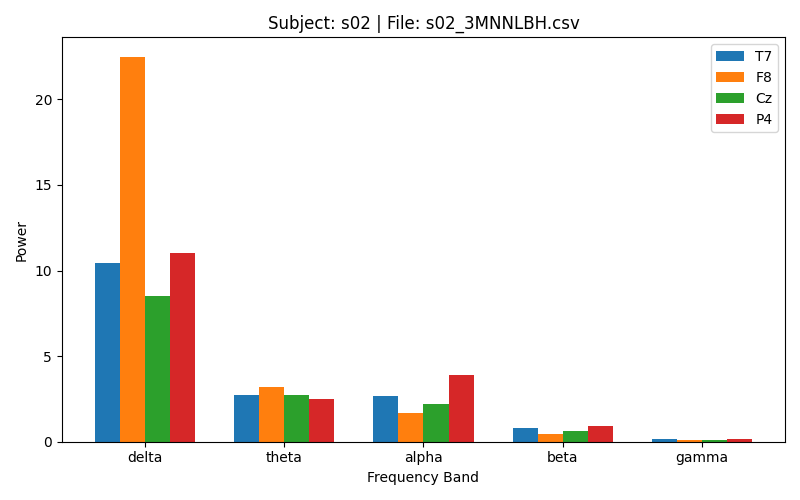 Subject: s02 | File: s02_3MNNLBH.csv
T7
F8
Cz
P4
Power
20
15
10
5
0
delta theta alpha beta gamma
Frequency Band